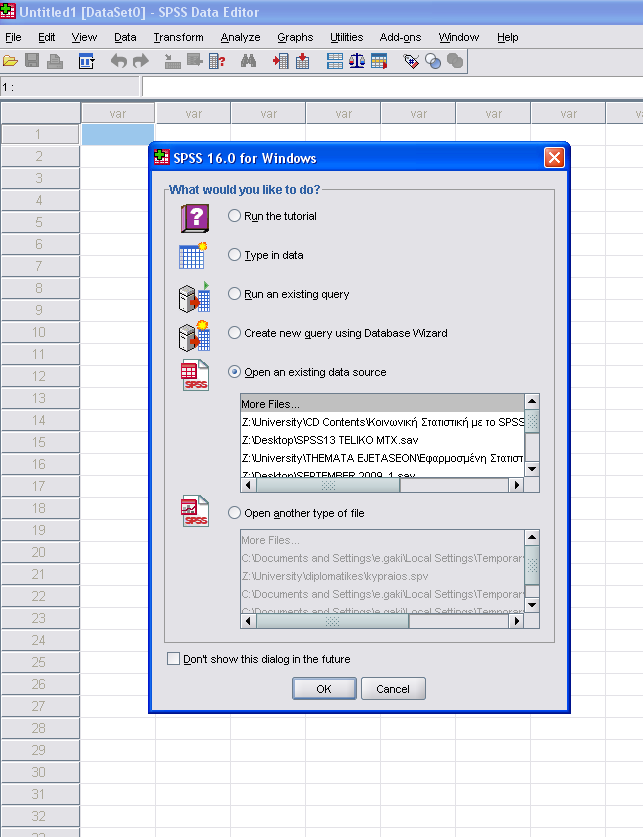 Untitled1 [DataSet0] - SPSS Data Editor
File Edit View Data Transform Analyze Graphs Utilities Add-ons Window Help
1 :
var var var var var var var
1
2
3
4
5
6
7
8
9
10
11
12
13
14
15
16
17
18
19
20
21
22
23
24
25
26
27
28
29
30
31
32
SPSS 16.0 for Windows
What would you like to do?
Run the tutorial
Type in data
Run an existing query
Create new query using Database Wizard
SPSS
Open an existing data source
More Files...
Z:\University\CD Contents\Κοινωνική Στατιστική με το SPSS
Z:\Desktop\SPSS13 TELIKO MTX.sav
Z:\University\THEMATA EJETASEON\Εφαρμοσμένη Στατιστ
Z:\Desktop\SEPTEMBER 2009_1.sav
SPSS
Open another type of file
More Files...
C:\Documents and Settings\e.gaki\Local Settings\Temporar
Z:\University\diplomatikes\kypraios.spv
C:\Documents and Settings\e.gaki\Local Settings\Temporar
C:\Documents and Settings\e.gaki\Local Settings\Temporar
Don't show this dialog in the future
OK Cancel